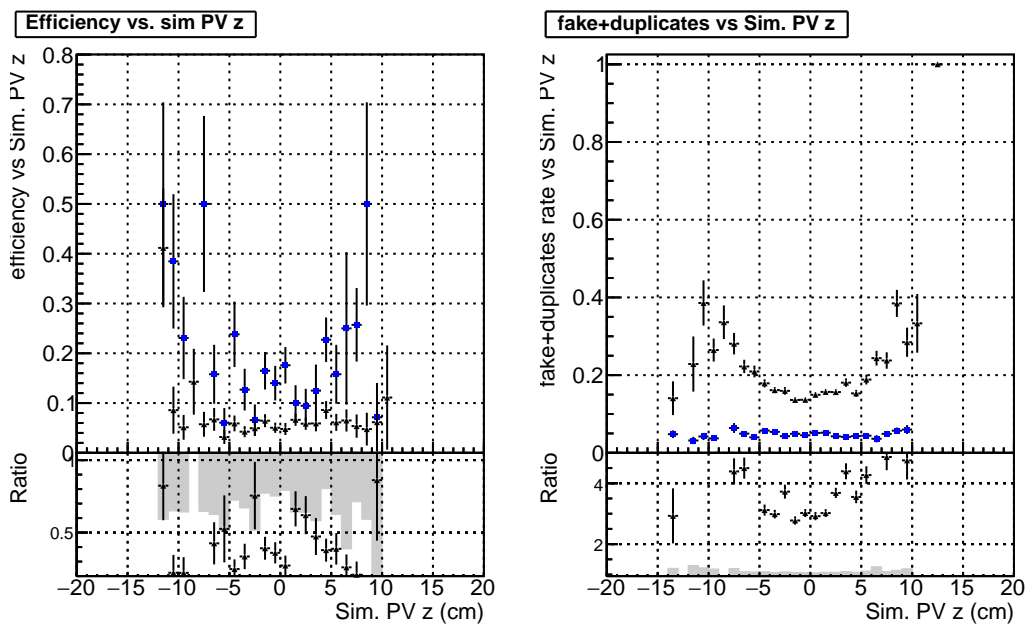 Efficiency vs. sim PV z
efficiency vs Sim. PV z
0.8
0.7
0.6
0.5
0.4
0.3
0.2
0.1
0
Ratio
1
0.5
−20 −15 −10 −5 0 5 10 15 20
Sim. PV z (cm)
fake+duplicates vs Sim. PV z
fake+duplicates rate vs Sim. PV z
1
0.8
0.6
0.4
0.2
0
Ratio
4
2
−20 −15 −10 −5 0 5 10 15 20
Sim. PV z (cm)